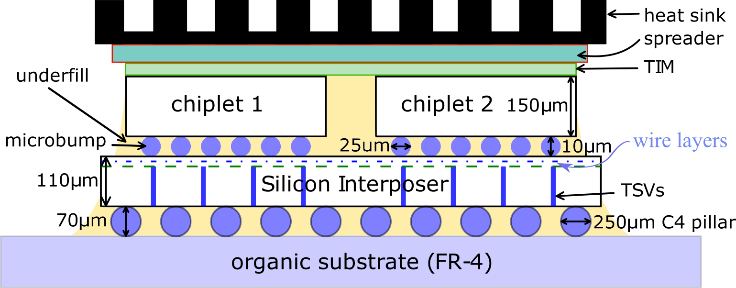 heat sink
spreader
TIM
underfill
chiplet 1
chiplet 2
150µm
microbump
25um
10µm
wire layers
110µm
Silicon Interposer
TSVs
70µm
250µm C4 pillar
organic substrate (FR-4)